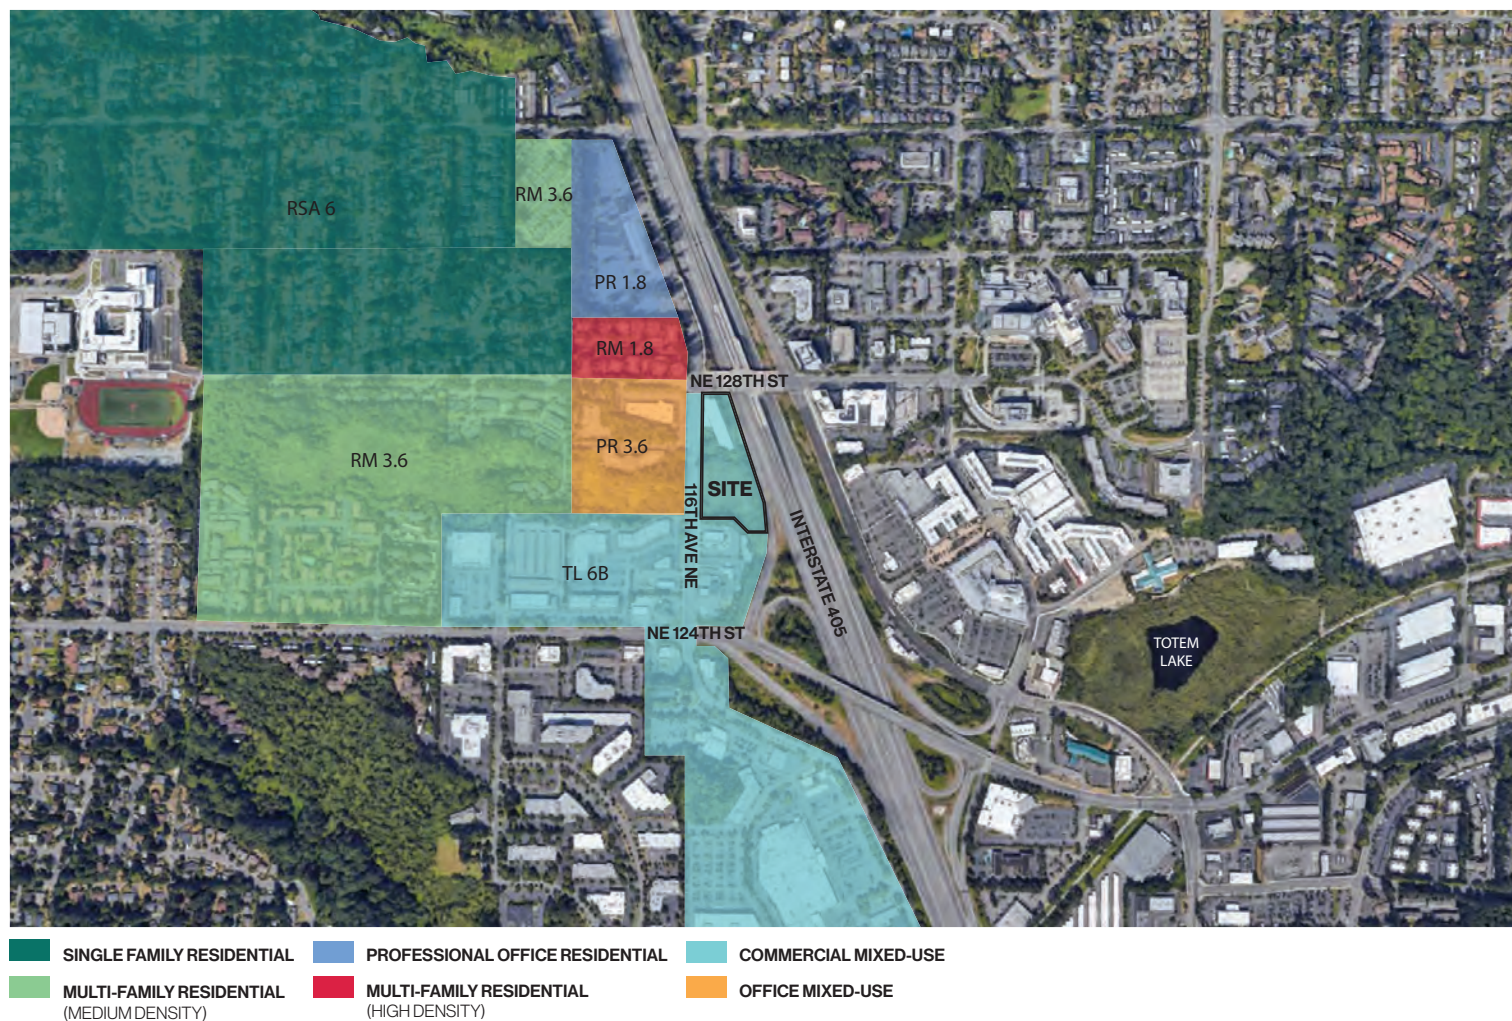 RSA 6
RM 3.6
PR 1.8
RM 1.8
NE 128TH ST
PR 3.6
RM 3.6
SITE
116TH AVE NE
INTERSTATE 405
TL 6B
NE 124TH ST
TOTEM
LAKE
SINGLE FAMILY RESIDENTIAL
PROFESSIONAL OFFICE RESIDENTIAL
COMMERCIAL MIXED-USE
MULTI-FAMILY RESIDENTIAL
(MEDIUM DENSITY)
MULTI-FAMILY RESIDENTIAL
(HIGH DENSITY)
OFFICE MIXED-USE